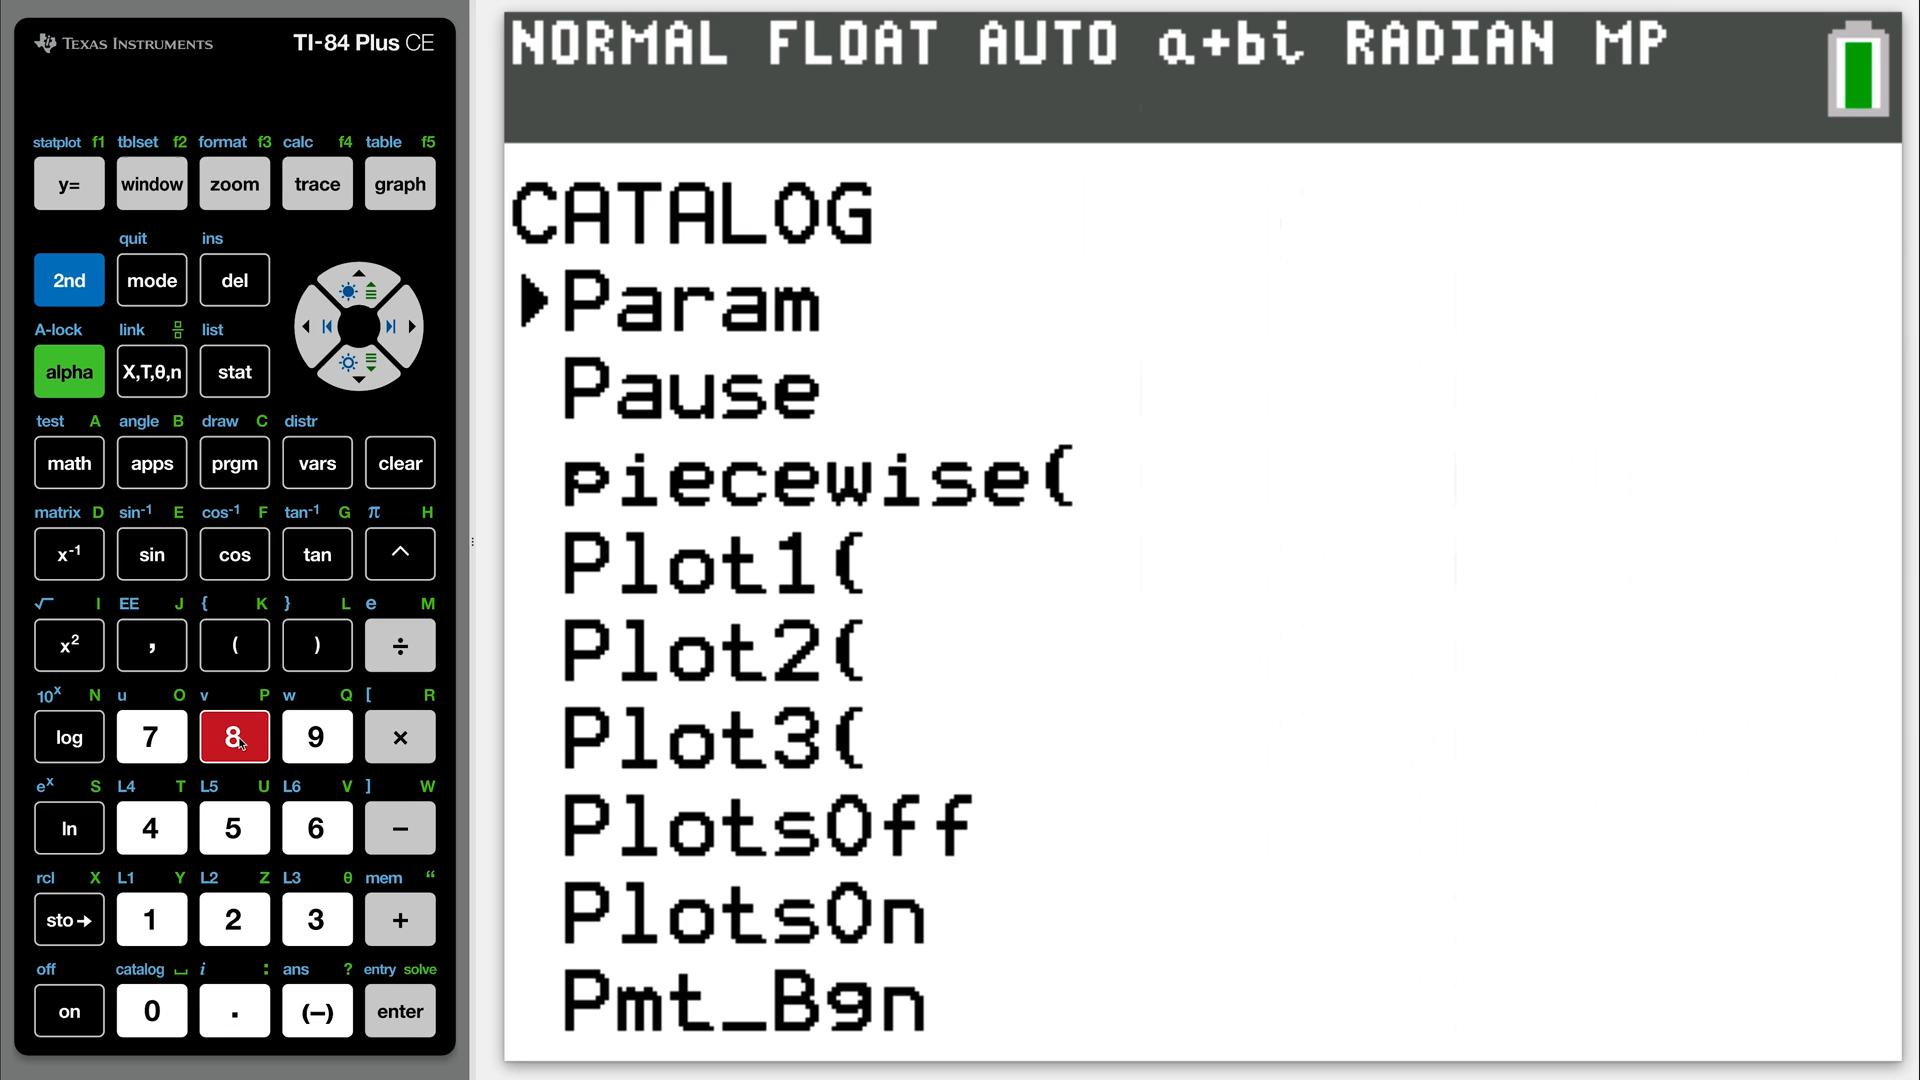 TEXAS INSTRUMENTS TI-84 Plus CE
statplot f1 tblset f2 format f3 calc f4 table f5
y= window zoom trace graph
quit ins
2nd mode del
A-lock link list
alpha X,T,θ,n stat
test A angle B draw C distr
math apps prgm vars clear
matrix D sin⁻¹ E cos⁻¹ F tan⁻¹ G π H
x⁻¹ sin cos tan ^
√ I EE J { K } L e M
x² , ( ) ÷
10ˣ N u O v P w Q [ R
log 7 8 9 ×
eˣ S L4 T L5 U L6 V ] W
ln 4 5 6 −
rcl X L1 Y L2 Z L3 θ mem “
sto→ 1 2 3 +
off catalog ⎵ i : ans ? entry solve
on 0 . (−) enter
NORMAL FLOAT AUTO a+bi RADIAN MP
CATALOG
▶Param
Pause
piecewise(
Plot1(
Plot2(
Plot3(
PlotsOff
PlotsOn
Pmt_Bgn